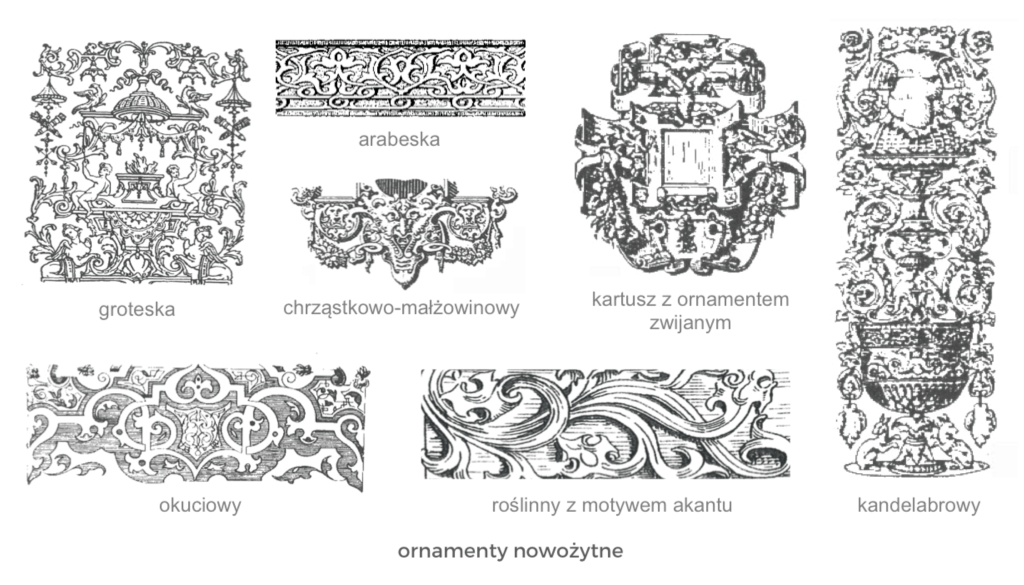 arabeska
groteska
chrząstkowo-małżowinowy
kartusz z ornamentem
zwijanym
okuciowy
roślinny z motywem akantu
kandelabrowy
ornamenty nowożytne